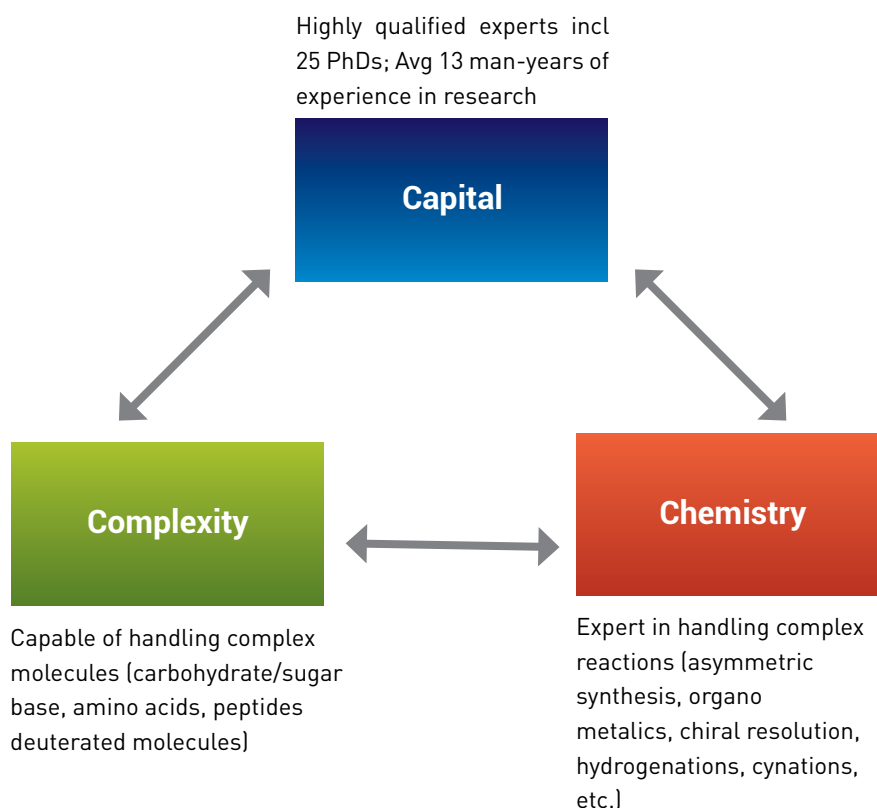 Highly qualified experts incl
25 PhDs; Avg 13 man-years of
experience in research
Capital
Complexity
Capable of handling complex
molecules (carbohydrate/sugar
base, amino acids, peptides
deuterated molecules)
Chemistry
Expert in handling complex
reactions (asymmetric
synthesis, organo
metalics, chiral resolution,
hydrogenations, cynations,
etc.)